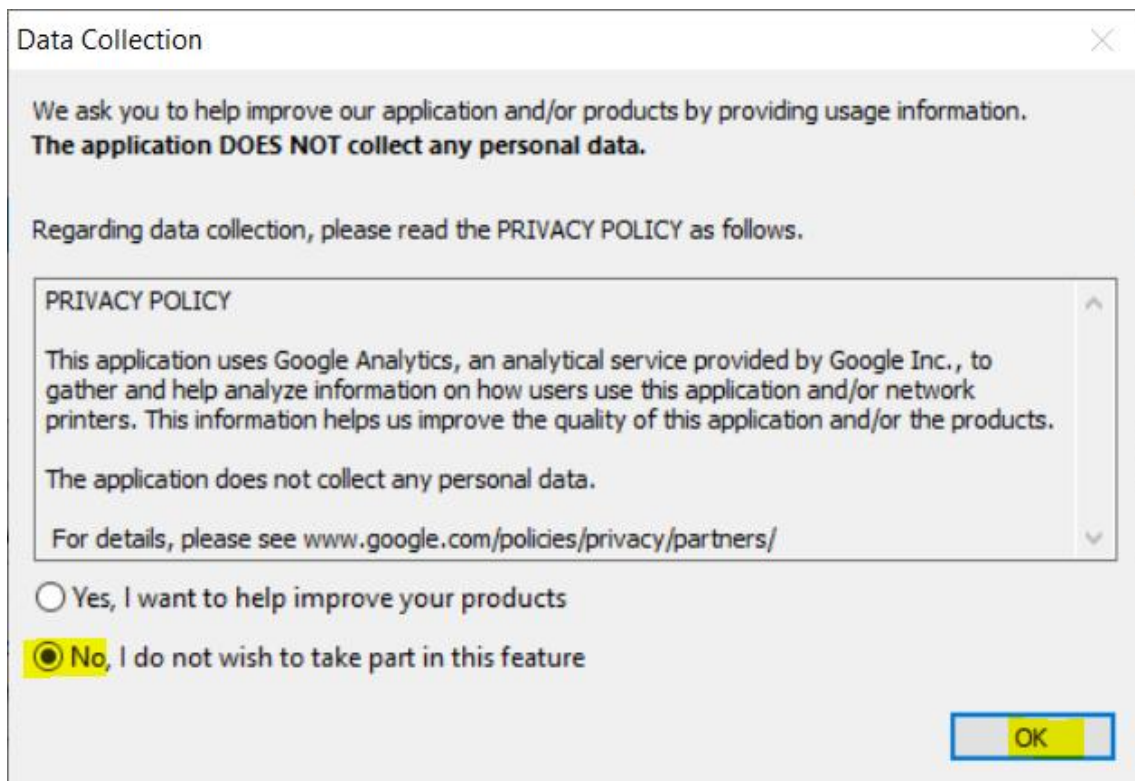 Data Collection
We ask you to help improve our application and/or products by providing usage information.
The application DOES NOT collect any personal data.
Regarding data collection, please read the PRIVACY POLICY as follows.
PRIVACY POLICY
This application uses Google Analytics, an analytical service provided by Google Inc., to
gather and help analyze information on how users use this application and/or network
printers. This information helps us improve the quality of this application and/or the products.
The application does not collect any personal data.
For details, please see www.google.com/policies/privacy/partners/
Yes, I want to help improve your products
No, I do not wish to take part in this feature
OK